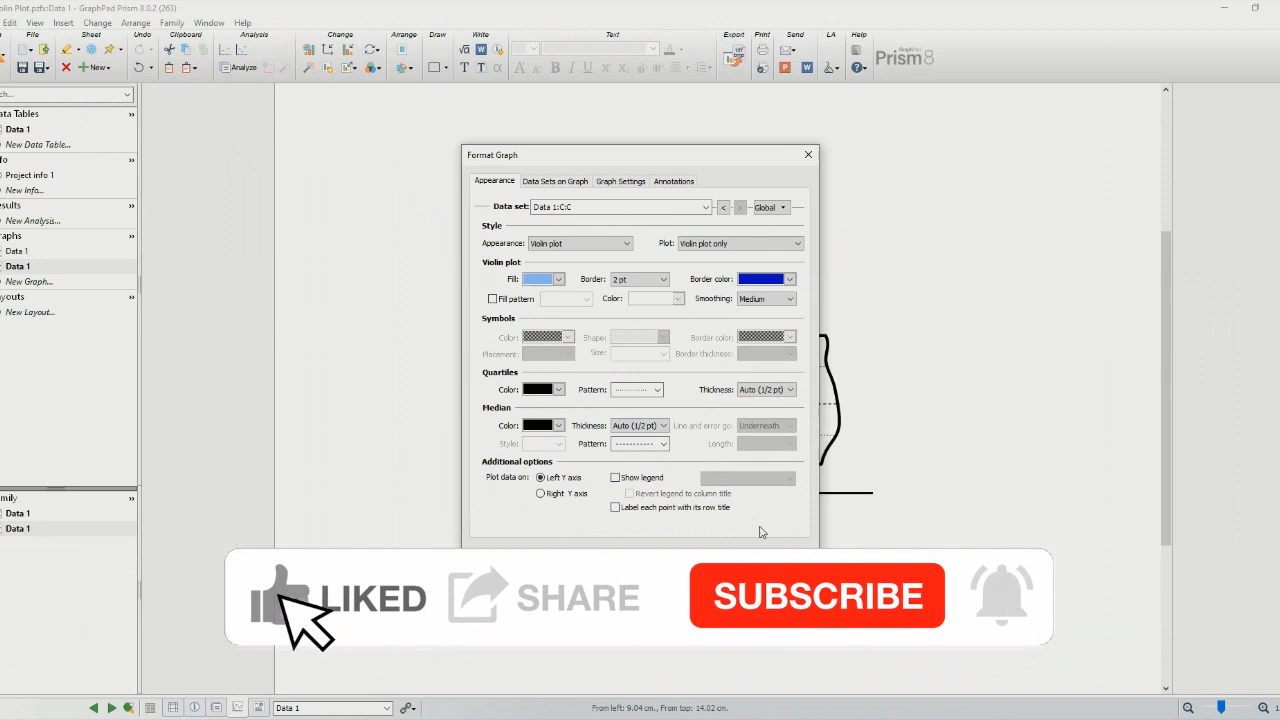 olin Plot.pzfx:Data 1 - GraphPad Prism 8.0.2 (263)
Edit View Insert Change Arrange Family Window Help
File Sheet Undo Clipboard Analysis Change Arrange Draw Write Text Export Print Send LA Help
GraphPad
Prism 8
New Analyze
ch...
ata Tables
Data 1
New Data Table...
fo
Project info 1
New Info...
esults
New Analysis...
raphs
Data 1
Data 1
New Graph...
ayouts
New Layout...
mily
Data 1
Data 1
Format Graph
Appearance Data Sets on Graph Graph Settings Annotations
Data set: Data 1:C:C < > Global
Style
Appearance: Violin plot Plot: Violin plot only
Violin plot
Fill: Border: 2 pt Border color:
Fill pattern Color: Smoothing: Medium
Symbols
Color: Shape: Border color:
Placement: Size: Border thickness:
Quartiles
Color: Pattern: Thickness: Auto (1/2 pt)
Median
Color: Thickness: Auto (1/2 pt) Line and error go: Underneath
Style: Pattern: Length:
Additional options
Plot data on: Left Y axis Show legend
Right Y axis Revert legend to column title
Label each point with its row title
LIKED SHARE SUBSCRIBE
Data 1 From left: 9.04 cm., From top: 14.02 cm.